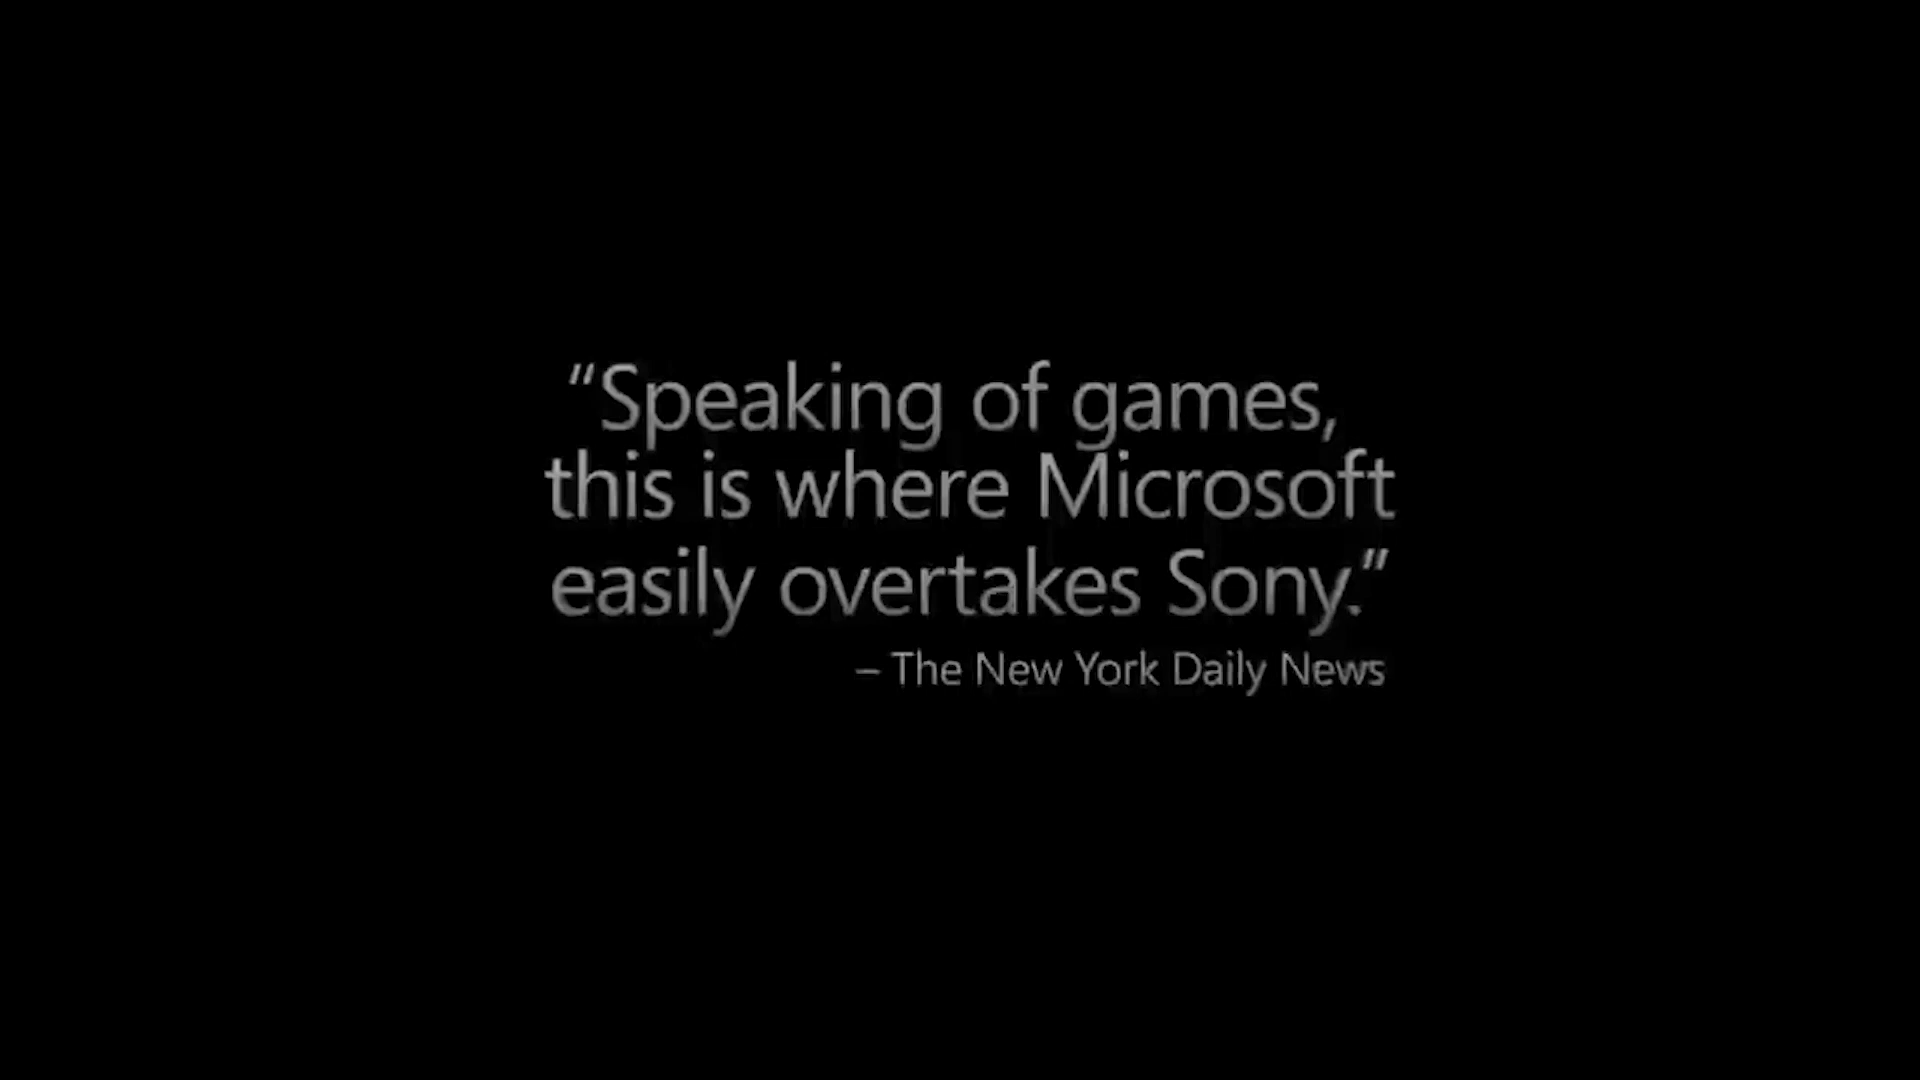 “Speaking of games,
this is where Microsoft
easily overtakes Sony.”
– The New York Daily News